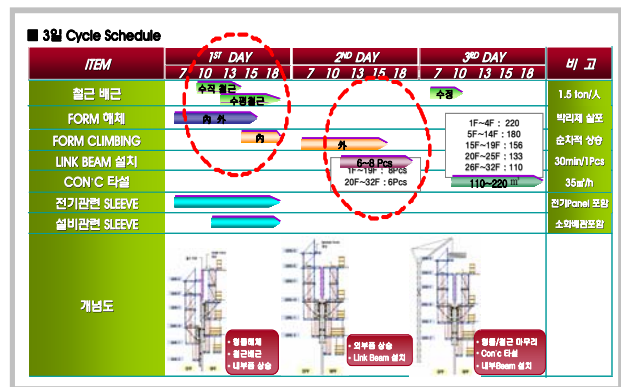 ■ 3일 Cycle Schedule
ITEM 1ST DAY 2ND DAY 3RD DAY 비 고
7 10 13 15 18 7 10 13 15 18 7 10 13 15 18
철근 배근 수직 철근 수평철근 수정 1.5 ton/人
FORM 해체 內 外 박리제 살포
FORM CLIMBING 內 外 순차적 상승
LINK BEAM 설치 6~8 Pcs 30min/1Pcs
1F~19F : 8Pcs
20F~32F : 6Pcs
1F~4F : 220
5F~14F : 180
15F~19F : 156
20F~25F : 133
26F~32F : 110
CON'C 타설 110~220 ㎥ 35㎥/h
전기관련 SLEEVE 전기Panel 포함
설비관련 SLEEVE 소화배관포함
개념도
• 형틀해체
• 철근배근
• 내부폼 상승
• 외부폼 상승
• Link Beam 설치
• 형틀/철근 마무리
• Con'c 타설
• 내부Beam 설치